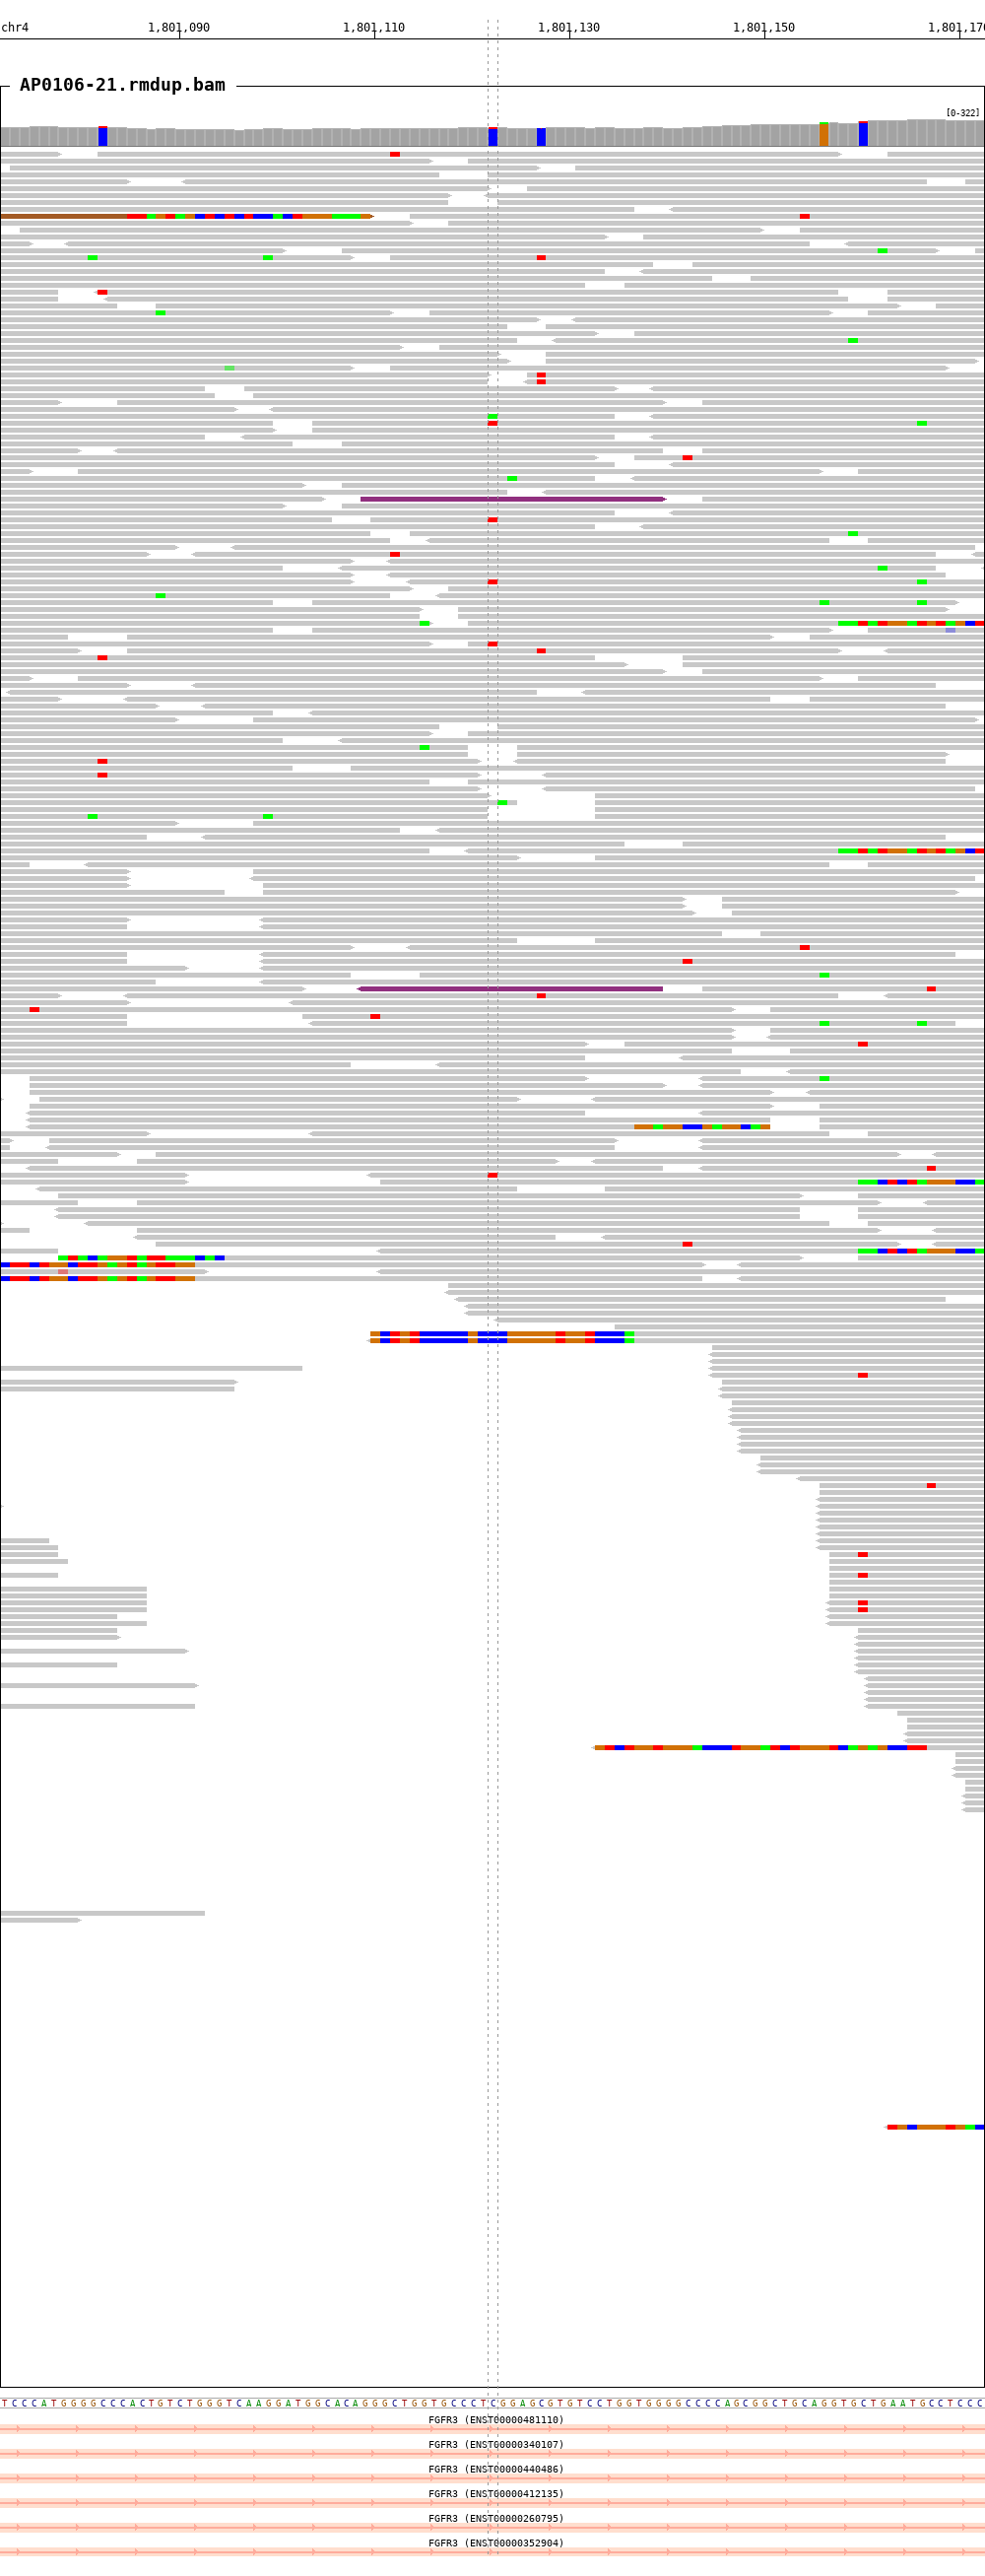 chr4 1,801,090 1,801,110 1,801,130 1,801,150 1,801,170
AP0106-21.rmdup.bam
[0-322]
T C C C A T G G G G C C C A C T G T C T G G G T C A A G G A T G G C A C A G G G C T G G T G C C C T C G G A G C G T G T C C T G G T G G G G C C C C A G C G G C T G C A G G T G C T G A A T G C C T C C C
FGFR3 (ENST00000481110)
FGFR3 (ENST00000340107)
FGFR3 (ENST00000440486)
FGFR3 (ENST00000412135)
FGFR3 (ENST00000260795)
FGFR3 (ENST00000352904)